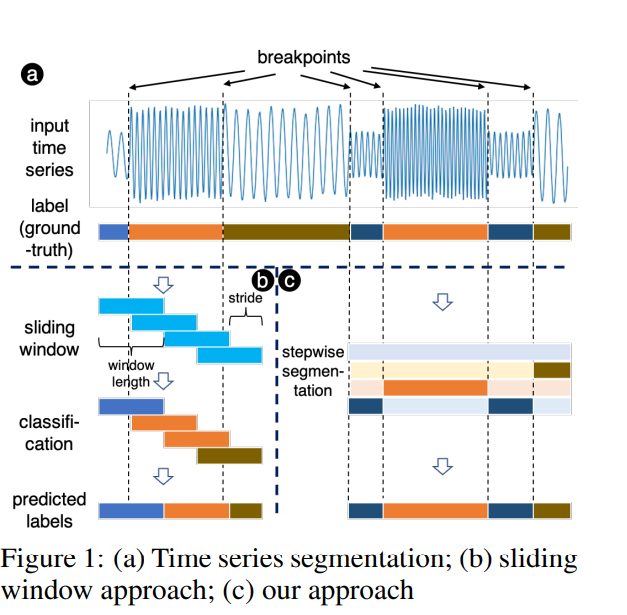 breakpoints
a
input
time
series
label
(ground
-truth)
b
c
stride
sliding
window
window
length
stepwise
segmen-
tation
classifi-
cation
predicted
labels
Figure 1: (a) Time series segmentation; (b) sliding
window approach; (c) our approach